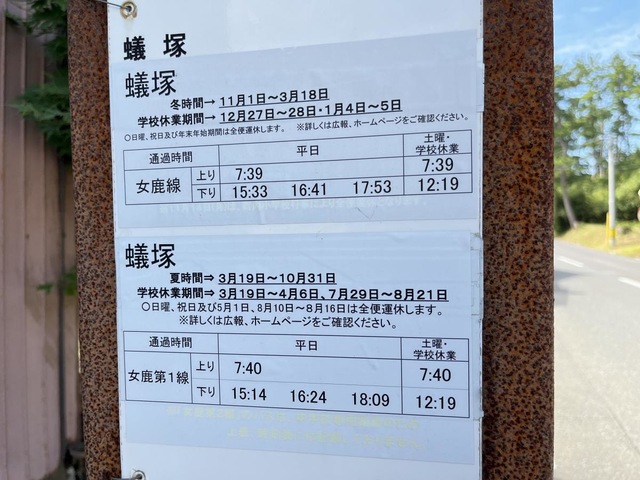 蟻塚
蟻塚
冬時間→ 11月1日～3月18日
学校休業期間→ 12月27～28日・1月4日～5日
○日曜、祝日及び年末年始期間は全便運休します。 ※詳しくは広報、ホームページをご確認ください。
通過時間 平日 土曜・学校休業
女鹿線 上り 7:39 7:39
下り 15:33 16:41 17:53 12:19
蟻塚
夏時間→ 3月19日～10月31日
学校休業期間→ 3月19日～4月6日、7月29日～8月21日
○日曜、祝日及び5月1日、8月10日～8月16日は全便運休します。
※詳しくは広報、ホームページをご確認ください。
通過時間 平日 土曜・学校休業
女鹿第1線 上り 7:40 7:40
下り 15:14 16:24 18:09 12:19